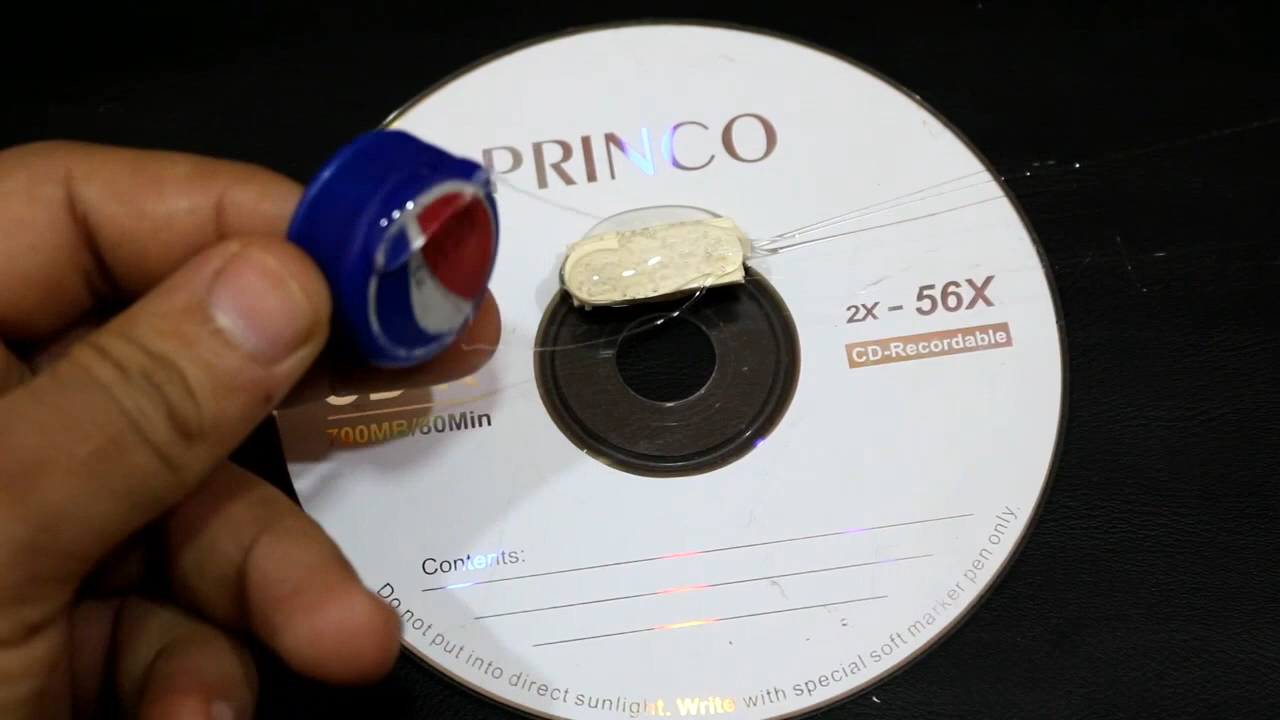 PRINCO
2X - 56X
CD-Recordable
700MB/80Min
Contents:
Do not put into direct sunlight. Write with special soft marker pen only.